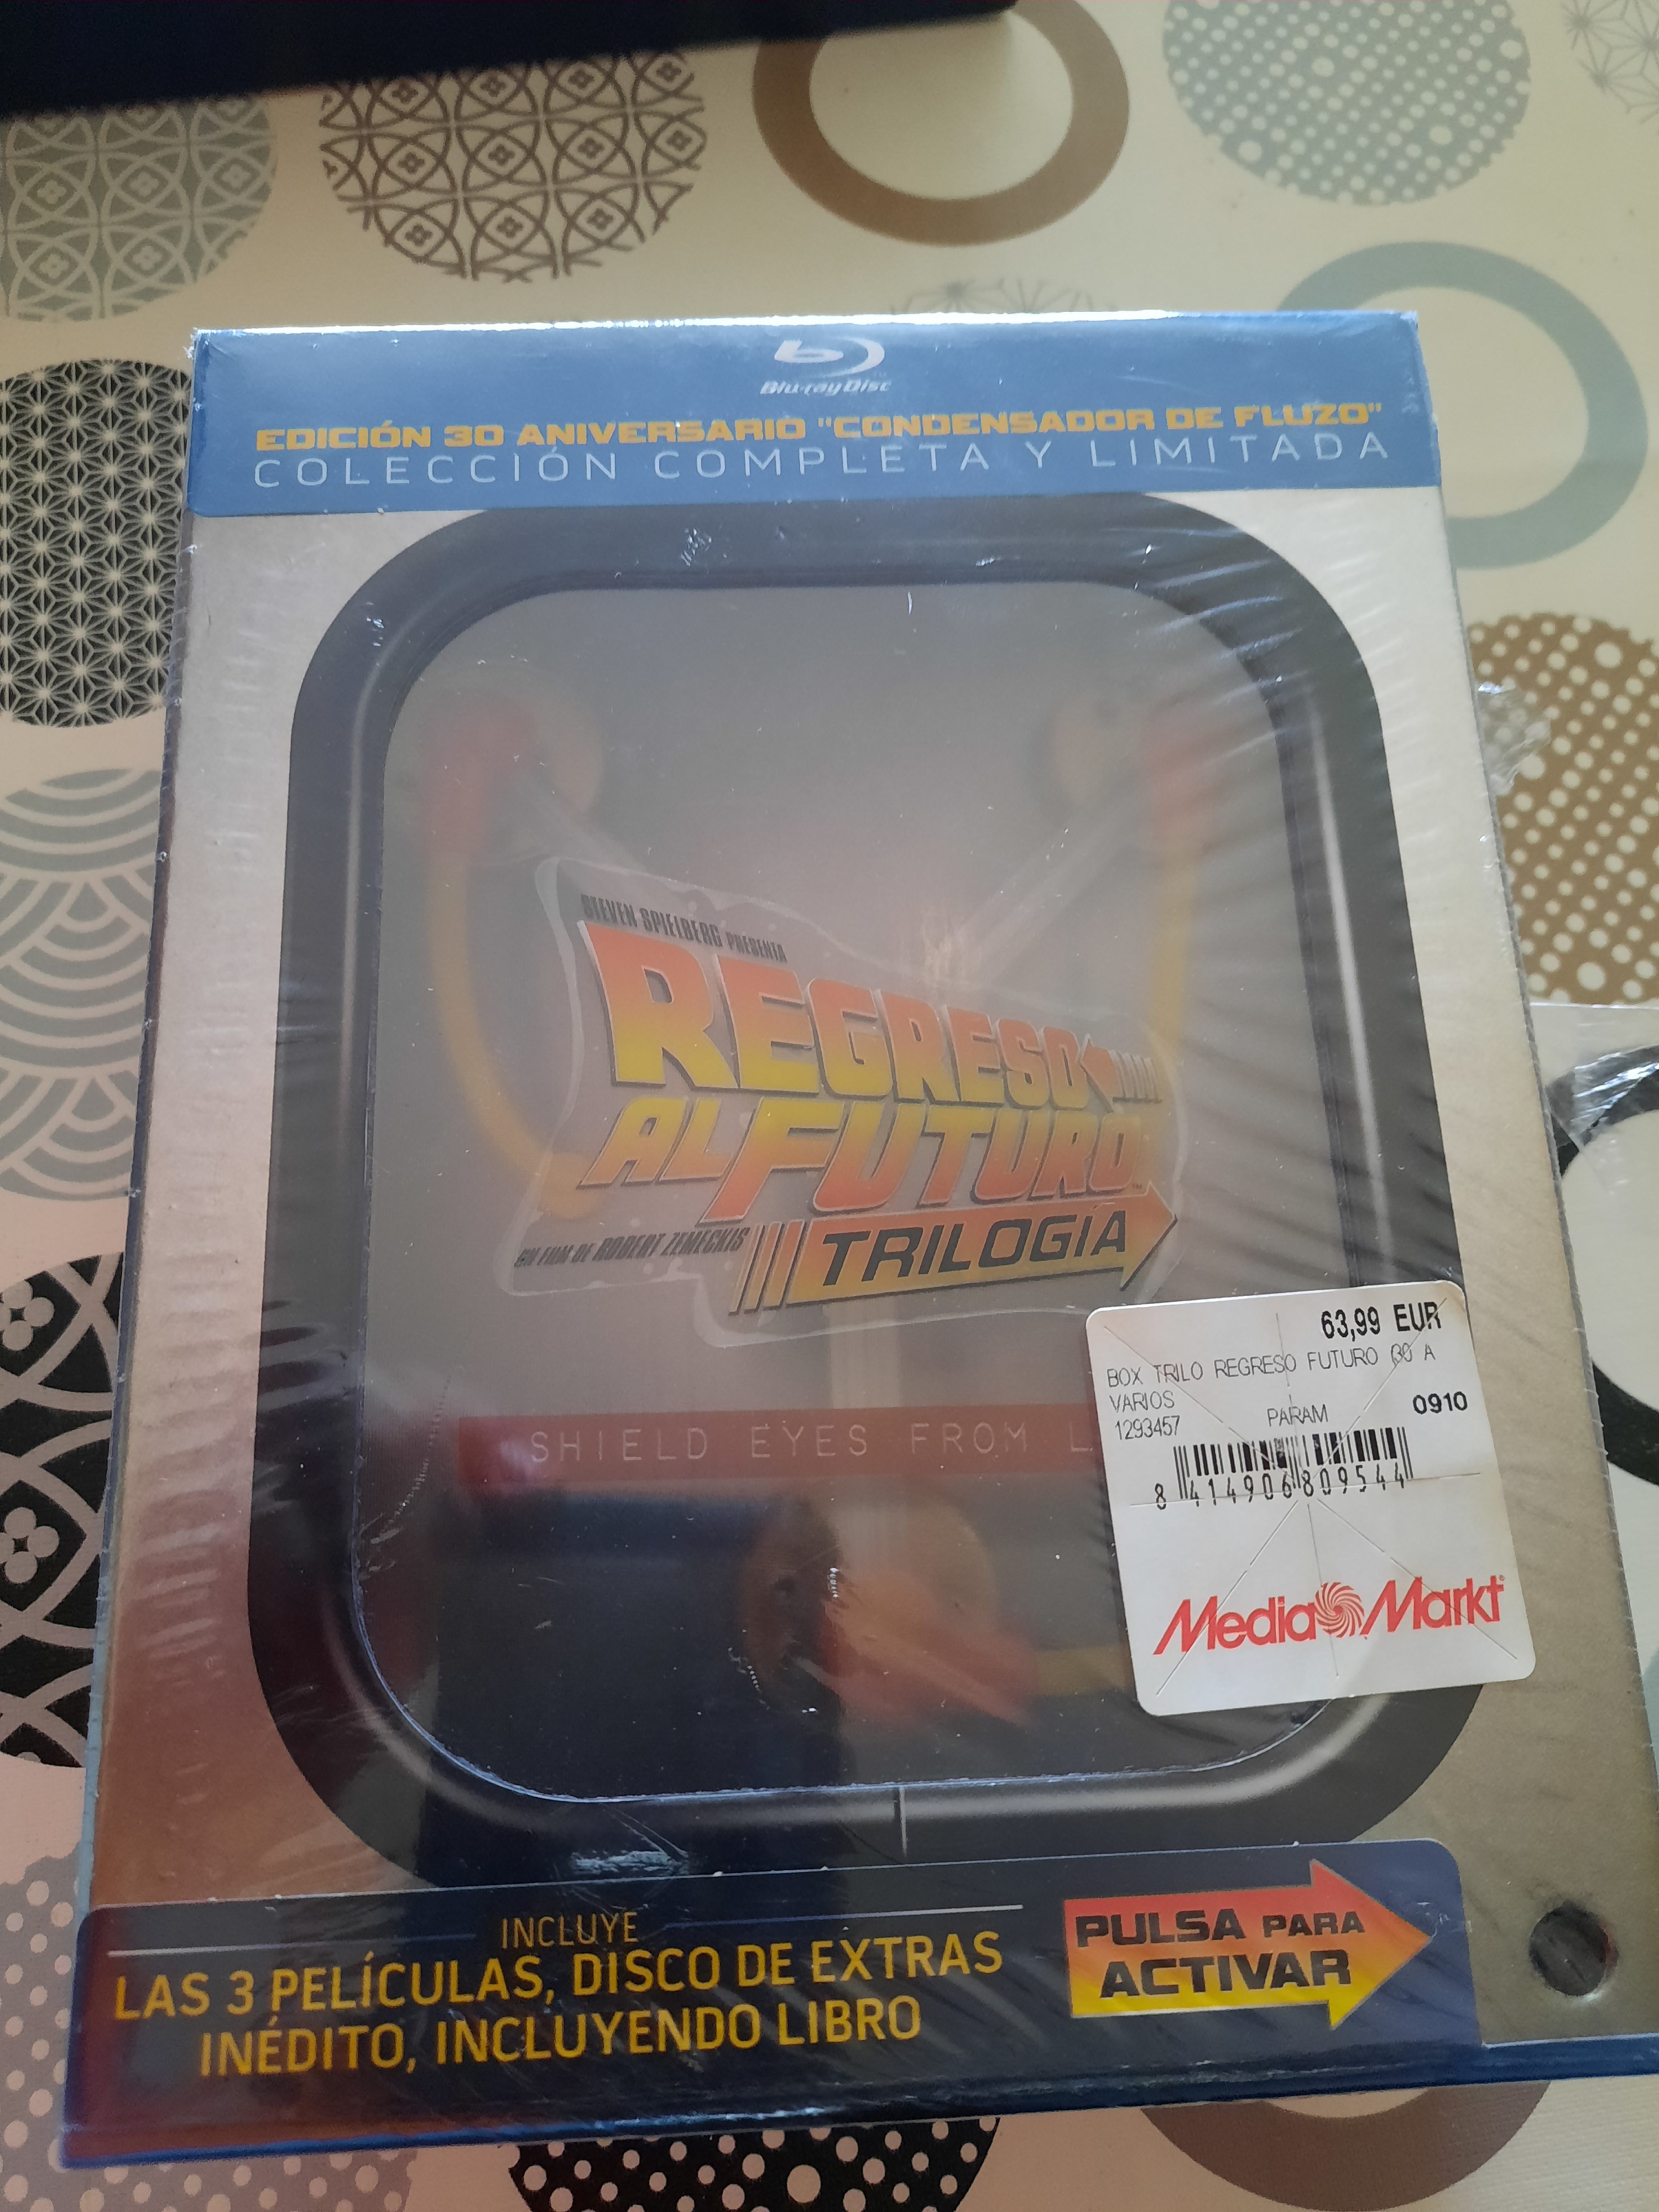 Blu-ray Disc
EDICIÓN 30 ANIVERSARIO "CONDENSADOR DE FLUZO"
COLECCIÓN COMPLETA Y LIMITADA
STEVEN SPIELBERG PRESENTA
REGRESO
AL FUTURO
TRILOGÍA
UN FILM DE ROBERT ZEMECKIS
SHIELD EYES FROM L
63,99 EUR
BOX TRILO REGRESO FUTURO 30 A
VARIOS
1293457 PARAM 0910
8 414906 809544
Media Markt
INCLUYE
LAS 3 PELÍCULAS, DISCO DE EXTRAS
INÉDITO, INCLUYENDO LIBRO
PULSA PARA
ACTIVAR